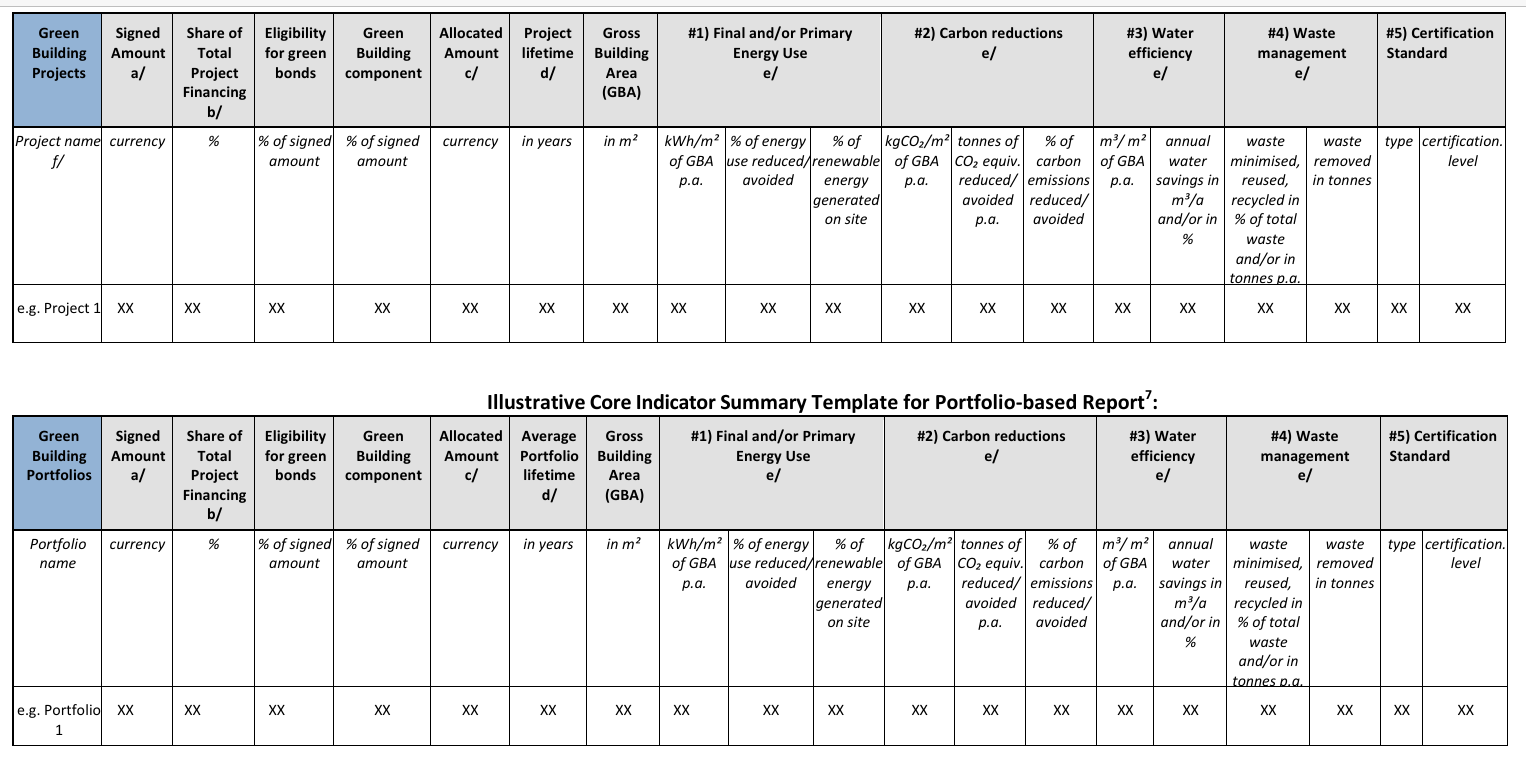 Green Building Projects
Signed Amount a/
Share of Total Project Financing b/
Eligibility for green bonds
Green Building component
Allocated Amount c/
Project lifetime d/
Gross Building Area (GBA)
#1) Final and/or Primary Energy Use e/
#2) Carbon reductions e/
#3) Water efficiency e/
#4) Waste management e/
#5) Certification Standard
Project name f/
currency
%
% of signed amount
% of signed amount
currency
in years
in m²
kWh/m² of GBA p.a.
% of energy use reduced/ avoided
% of renewable energy generated on site
kgCO₂/m² of GBA p.a.
tonnes of CO₂ equiv. reduced/ avoided p.a.
% of carbon emissions reduced/ avoided
m³/ m² of GBA p.a.
annual water savings in m³/a and/or in %
waste minimised, reused, recycled in % of total waste and/or in tonnes p.a.
waste removed in tonnes
type
certification. level
e.g. Project 1 XX XX XX XX XX XX XX XX XX XX XX XX XX XX XX XX XX XX XX
Illustrative Core Indicator Summary Template for Portfolio-based Report⁷:
Green Building Portfolios
Signed Amount a/
Share of Total Project Financing b/
Eligibility for green bonds
Green Building component
Allocated Amount c/
Average Portfolio lifetime d/
Gross Building Area (GBA)
#1) Final and/or Primary Energy Use e/
#2) Carbon reductions e/
#3) Water efficiency e/
#4) Waste management e/
#5) Certification Standard
Portfolio name
currency
%
% of signed amount
% of signed amount
currency
in years
in m²
kWh/m² of GBA p.a.
% of energy use reduced/ avoided
% of renewable energy generated on site
kgCO₂/m² of GBA p.a.
tonnes of CO₂ equiv. reduced/ avoided p.a.
% of carbon emissions reduced/ avoided
m³/ m² of GBA p.a.
annual water savings in m³/a and/or in %
waste minimised, reused, recycled in % of total waste and/or in tonnes p.a.
waste removed in tonnes
type
certification. level
e.g. Portfolio 1 XX XX XX XX XX XX XX XX XX XX XX XX XX XX XX XX XX XX XX